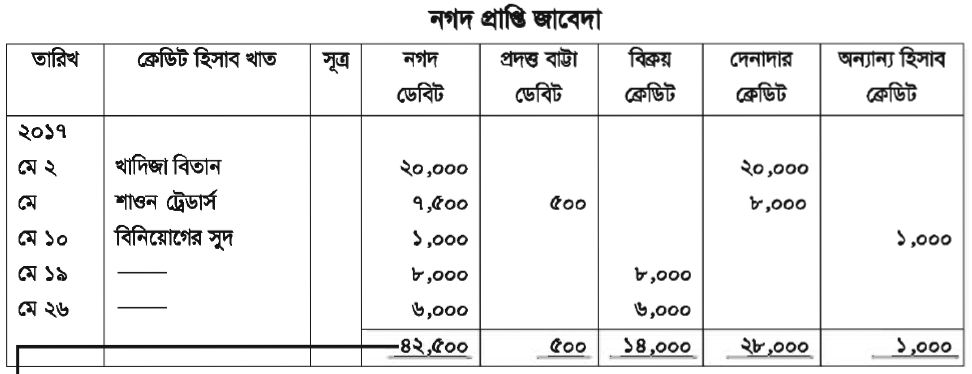 নগদ প্রাপ্তি জাবেদা
তারিখ ক্রেডিট হিসাব খাত সূত্র নগদ ডেবিট প্রদত্ত বাট্টা ডেবিট বিক্রয় ক্রেডিট দেনাদার ক্রেডিট অন্যান্য হিসাব ক্রেডিট
২০১৭
মে ২ খাদিজা বিতান ২০,০০০ ২০,০০০
মে শাওন ট্রেডার্স ৭,৫০০ ৫০০ ৮,০০০
মে ১০ বিনিয়োগের সুদ ১,০০০ ১,০০০
মে ১৯ —— ৮,০০০ ৮,০০০
মে ২৬ —— ৬,০০০ ৬,০০০
৪২,৫০০ ৫০০ ১৪,০০০ ২৮,০০০ ১,০০০